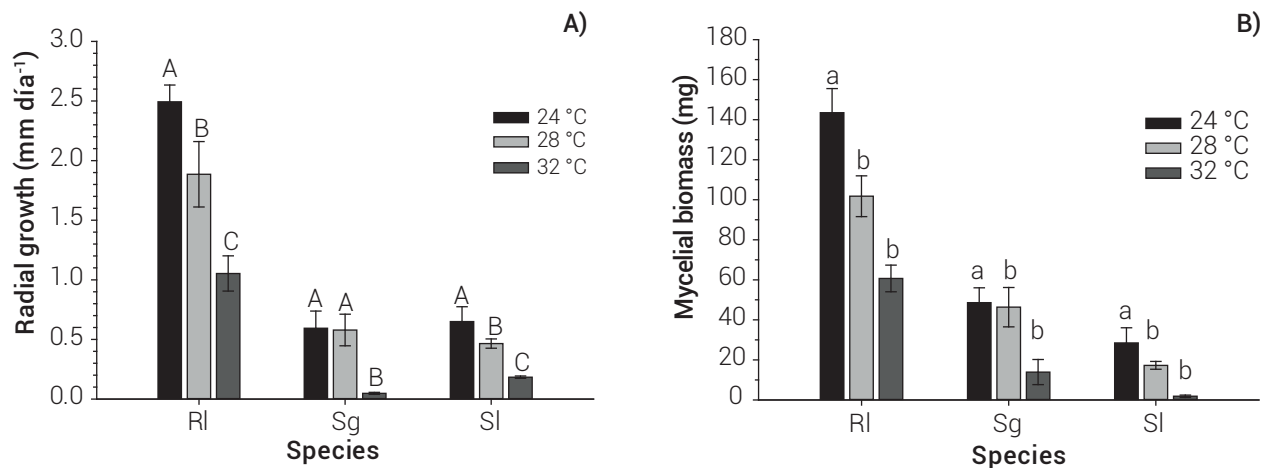 A)
Radial growth (mm día-1)
3.0
2.5
2.0
1.5
1.0
0.5
0.0
A
B
C
A
A
B
A
B
C
24 °C
28 °C
32 °C
Rl
Sg
Sl
Species
B)
Mycelial biomass (mg)
180
160
140
120
100
80
60
40
20
0
a
b
b
a
b
b
a
b
b
24 °C
28 °C
32 °C
Rl
Sg
Sl
Species